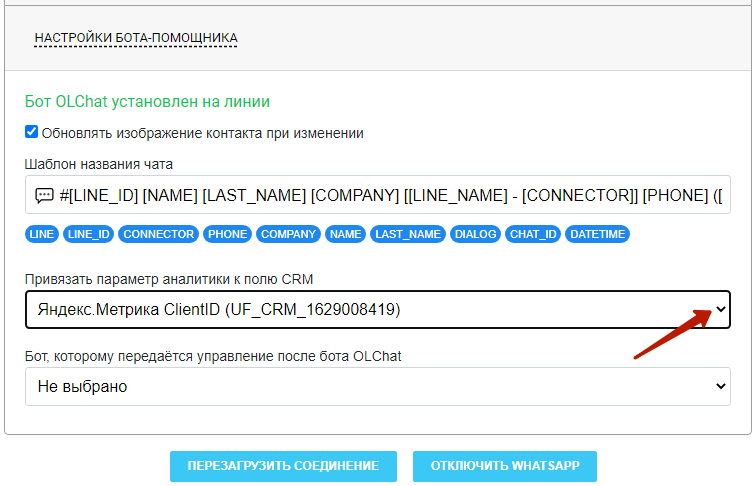 НАСТРОЙКИ БОТА-ПОМОЩНИКА
Бот OLChat установлен на линии
Обновлять изображение контакта при изменении
Шаблон названия чата
#[LINE_ID] [NAME] [LAST_NAME] [COMPANY] [[LINE_NAME] - [CONNECTOR]] [PHONE] ([
LINE LINE_ID CONNECTOR PHONE COMPANY NAME LAST_NAME DIALOG CHAT_ID DATETIME
Привязать параметр аналитики к полю CRM
Яндекс.Метрика ClientID (UF_CRM_1629008419)
Бот, которому передаётся управление после бота OLChat
Не выбрано
ПЕРЕЗАГРУЗИТЬ СОЕДИНЕНИЕ ОТКЛЮЧИТЬ WHATSAPP